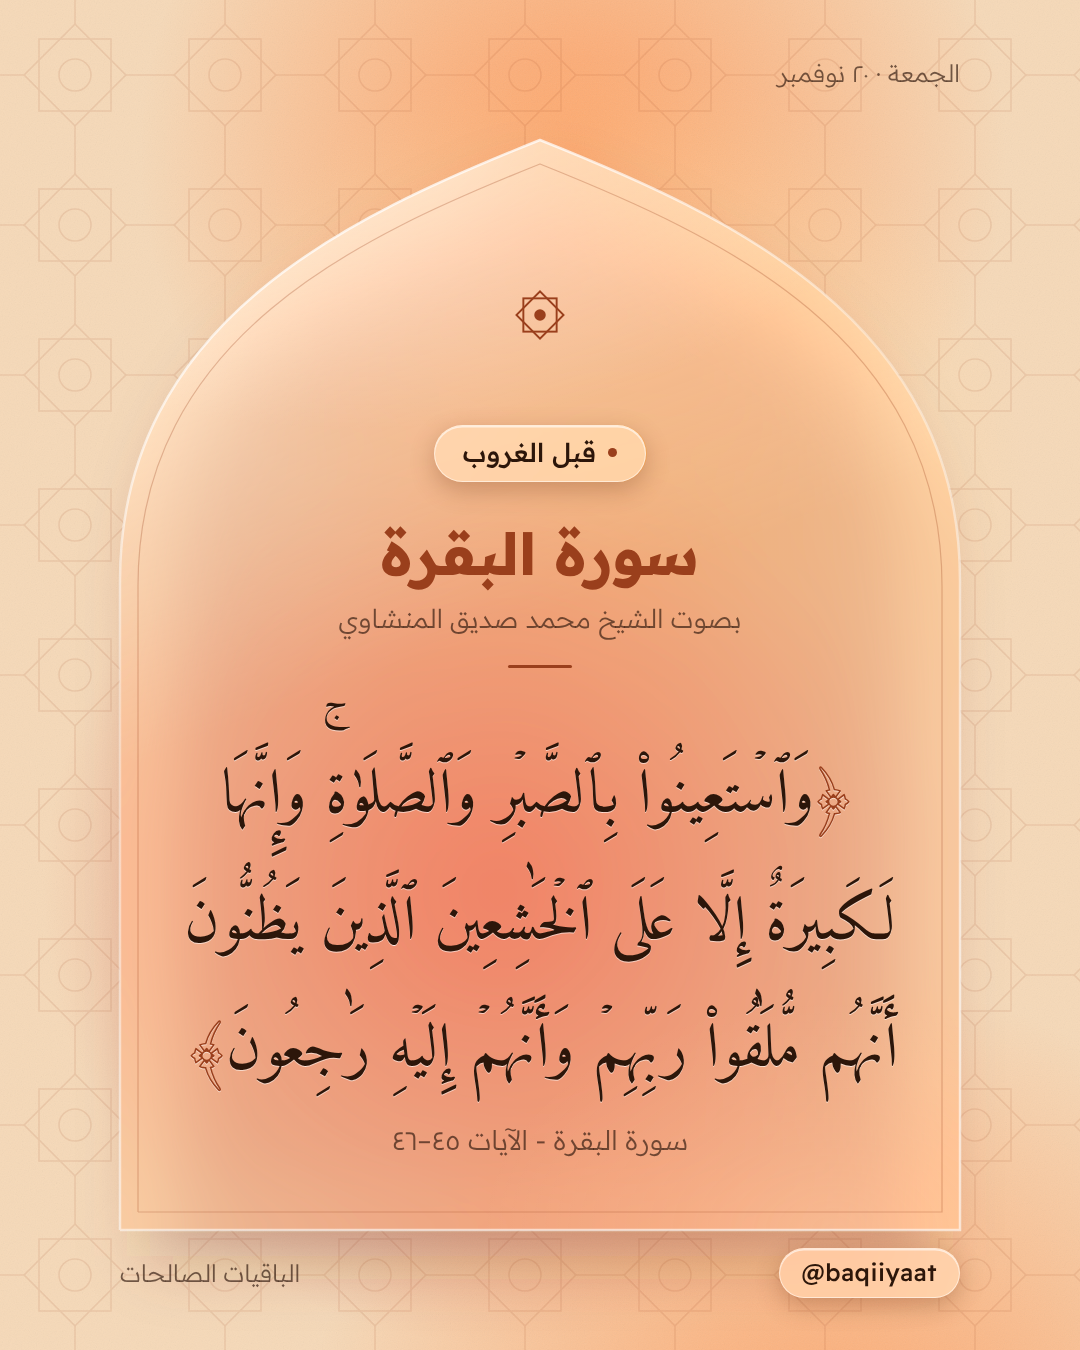 الجمعة · ٢٠ نوفمبر
قبل الغروب
سورة البقرة
بصوت الشيخ محمد صديق المنشاوي
﴿وَٱسۡتَعِينُوا۟ بِٱلصَّبۡرِ وَٱلصَّلَوٰةِۚ وَإِنَّهَا
لَكَبِيرَةٌ إِلَّا عَلَى ٱلۡخَـٰشِعِينَ ٱلَّذِينَ يَظُنُّونَ
أَنَّهُم مُّلَـٰقُوا۟ رَبِّهِمۡ وَأَنَّهُمۡ إِلَيۡهِ رَٰجِعُونَ﴾
سورة البقرة - الآيات ٤٥–٤٦
@baqiiyaat
الباقيات الصالحات